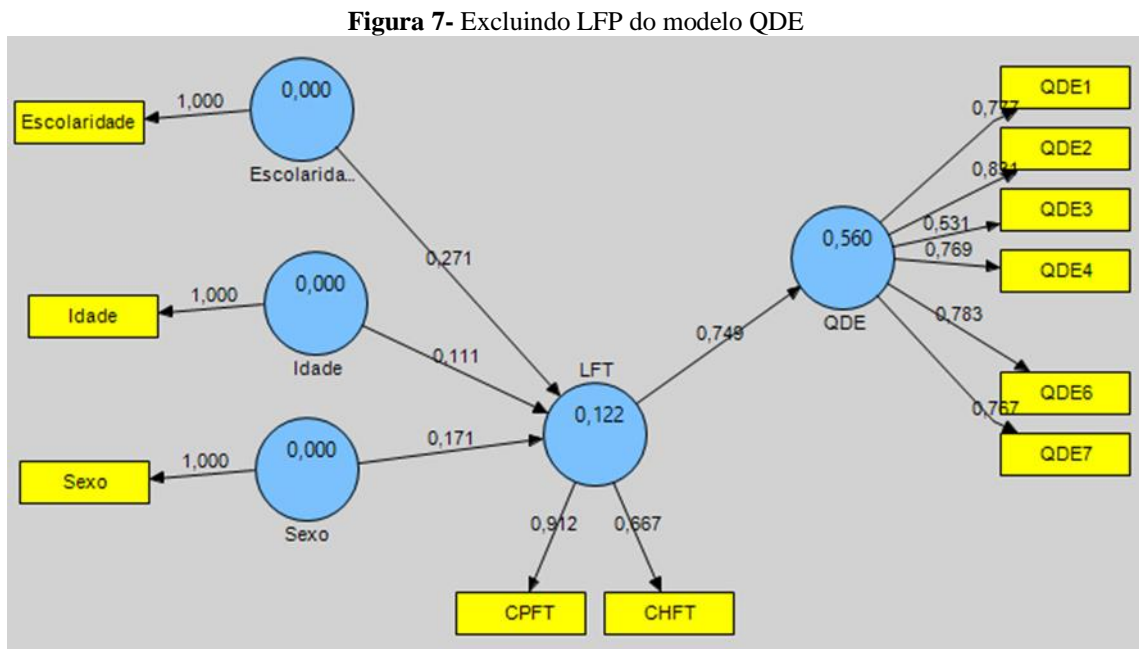 Figura 7- Excluindo LFP do modelo QDE
Escolaridade
1,000
0,000
Escolarida...
0,271
Idade
1,000
0,000
Idade
0,111
Sexo
1,000
0,000
Sexo
0,171
LFT
0,122
0,912
0,667
CPFT
CHFT
0,749
0,560
QDE
0,777
QDE1
0,831
QDE2
0,531
QDE3
0,769
QDE4
0,783
QDE6
0,767
QDE7